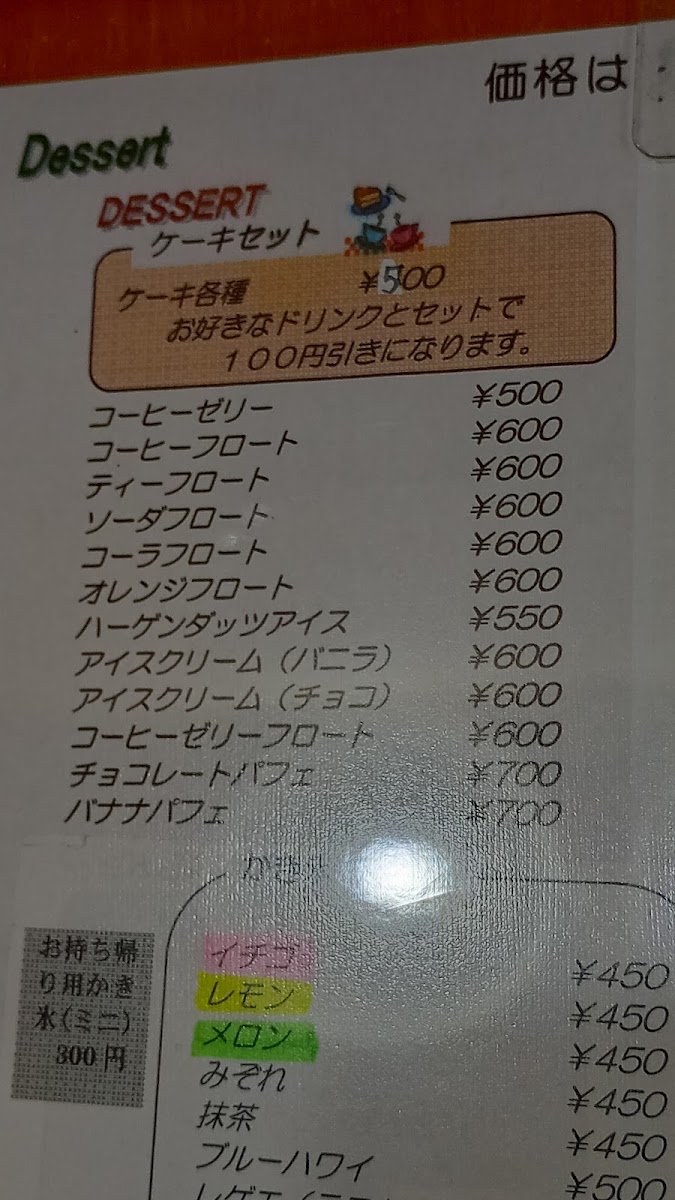 価格は
Dessert
DESSERT
ケーキセット
ケーキ各種 ¥500
お好きなドリンクとセットで
100円引きになります。
コーヒーゼリー ¥500
コーヒーフロート ¥600
ティーフロート ¥600
ソーダフロート ¥600
コーラフロート ¥600
オレンジフロート ¥600
ハーゲンダッツアイス ¥550
アイスクリーム（バニラ） ¥600
アイスクリーム（チョコ） ¥600
コーヒーゼリーフロート ¥600
チョコレートパフェ ¥700
バナナパフェ ¥700
かき
お持ち帰
り用かき
氷（ミニ）
300円
イチゴ ¥450
レモン ¥450
メロン ¥450
みぞれ ¥450
抹茶 ¥450
ブルーハワイ ¥500